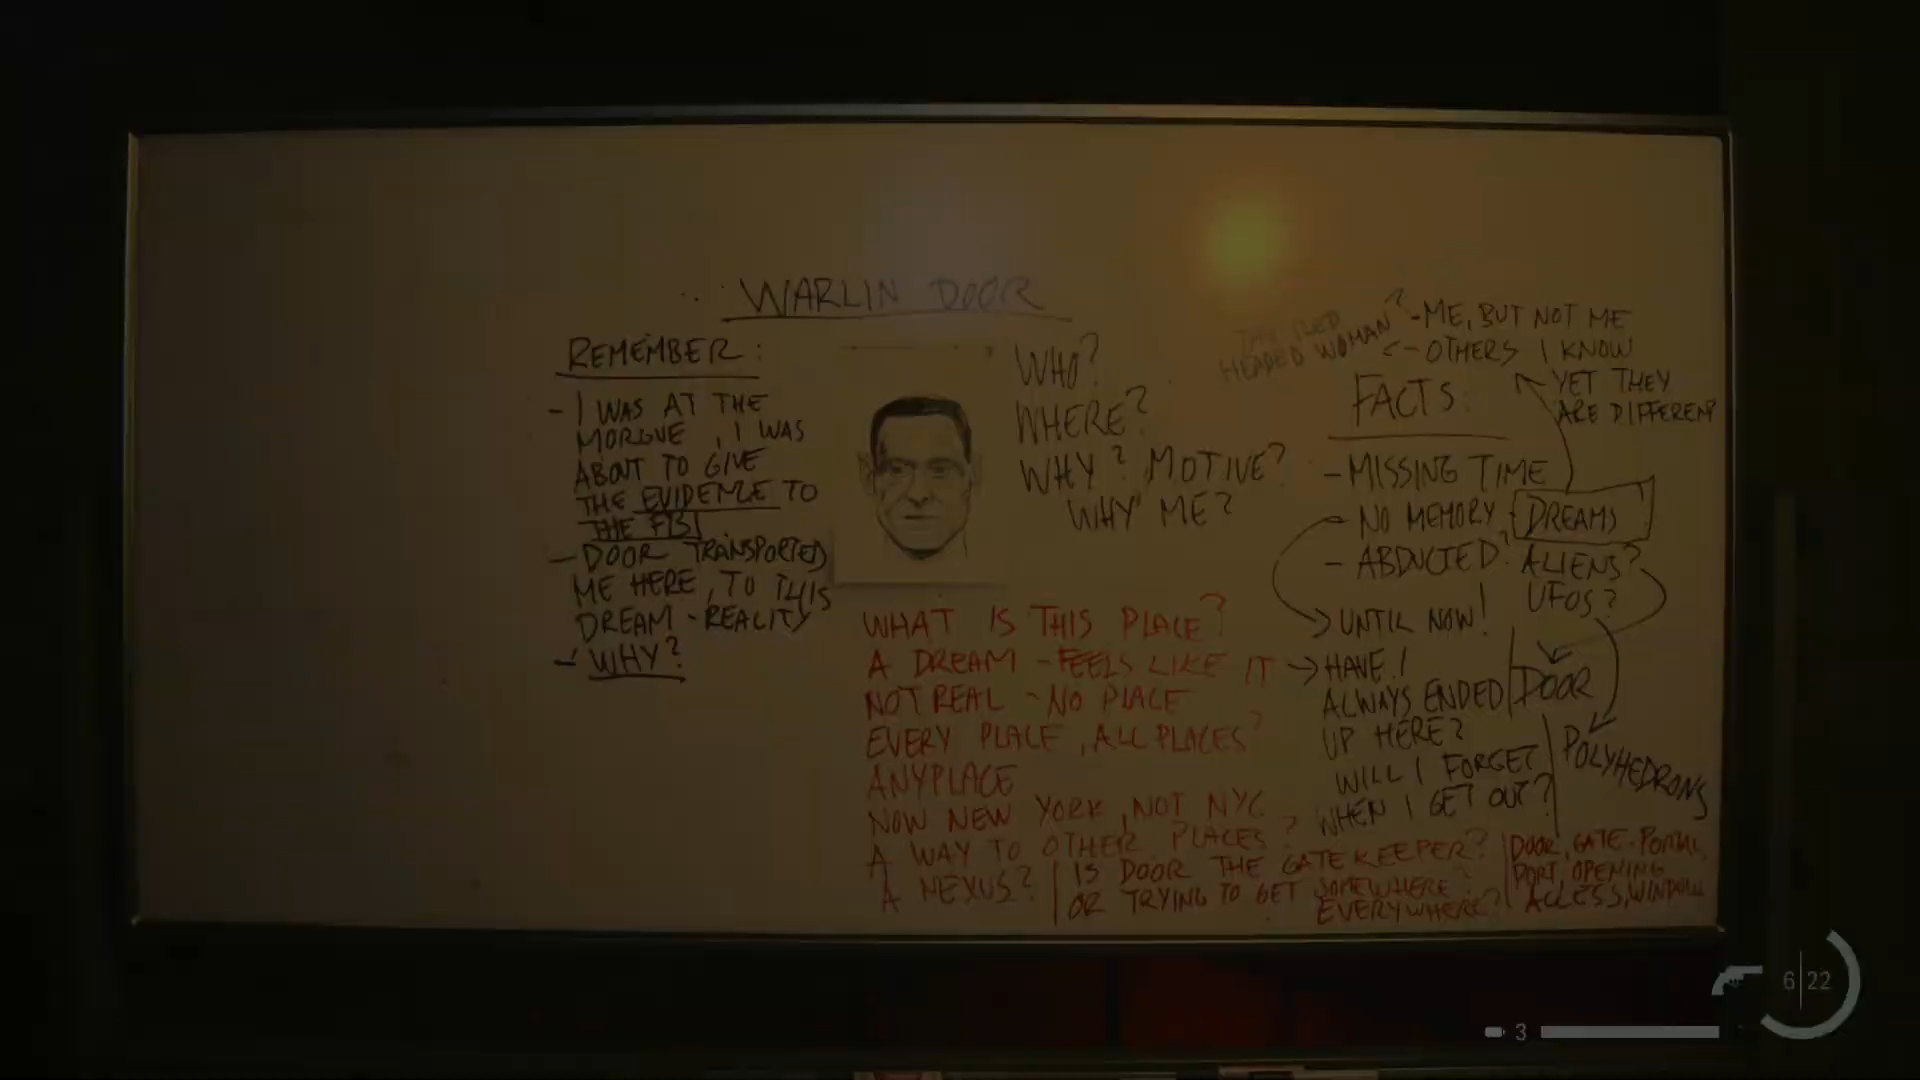 WARLIN DOOR
REMEMBER:
- I WAS AT THE
MORGUE, I WAS
ABOUT TO GIVE
THE EVIDENCE TO
THE FBI
- DOOR TRANSPORTED
ME HERE, TO THIS
DREAM - REALITY
- WHY?
WHO?
WHERE?
WHY? MOTIVE?
WHY ME?
THE RED
HEADED WOMAN?
- ME, BUT NOT ME
<- OTHERS I KNOW
YET THEY
ARE DIFFERENT
FACTS:
- MISSING TIME
- NO MEMORY - DREAMS
- ABDUCTED? ALIENS?
UFOS?
UNTIL NOW!
HAVE I
ALWAYS ENDED
UP HERE?
WILL I FORGET
WHEN I GET OUT?
DOOR
POLYHEDRONS
WHAT IS THIS PLACE?
A DREAM - FEELS LIKE IT
NOT REAL - NO PLACE
EVERY PLACE, ALL PLACES?
ANYPLACE
NOW NEW YORK, NOT NYC
A WAY TO OTHER PLACES?
A NEXUS?
IS DOOR THE GATEKEEPER?
OR TRYING TO GET SOMEWHERE?
EVERYWHERE?
DOOR, GATE, PORTAL,
PORT, OPENING
ACCESS, WINDOW
6 22
3